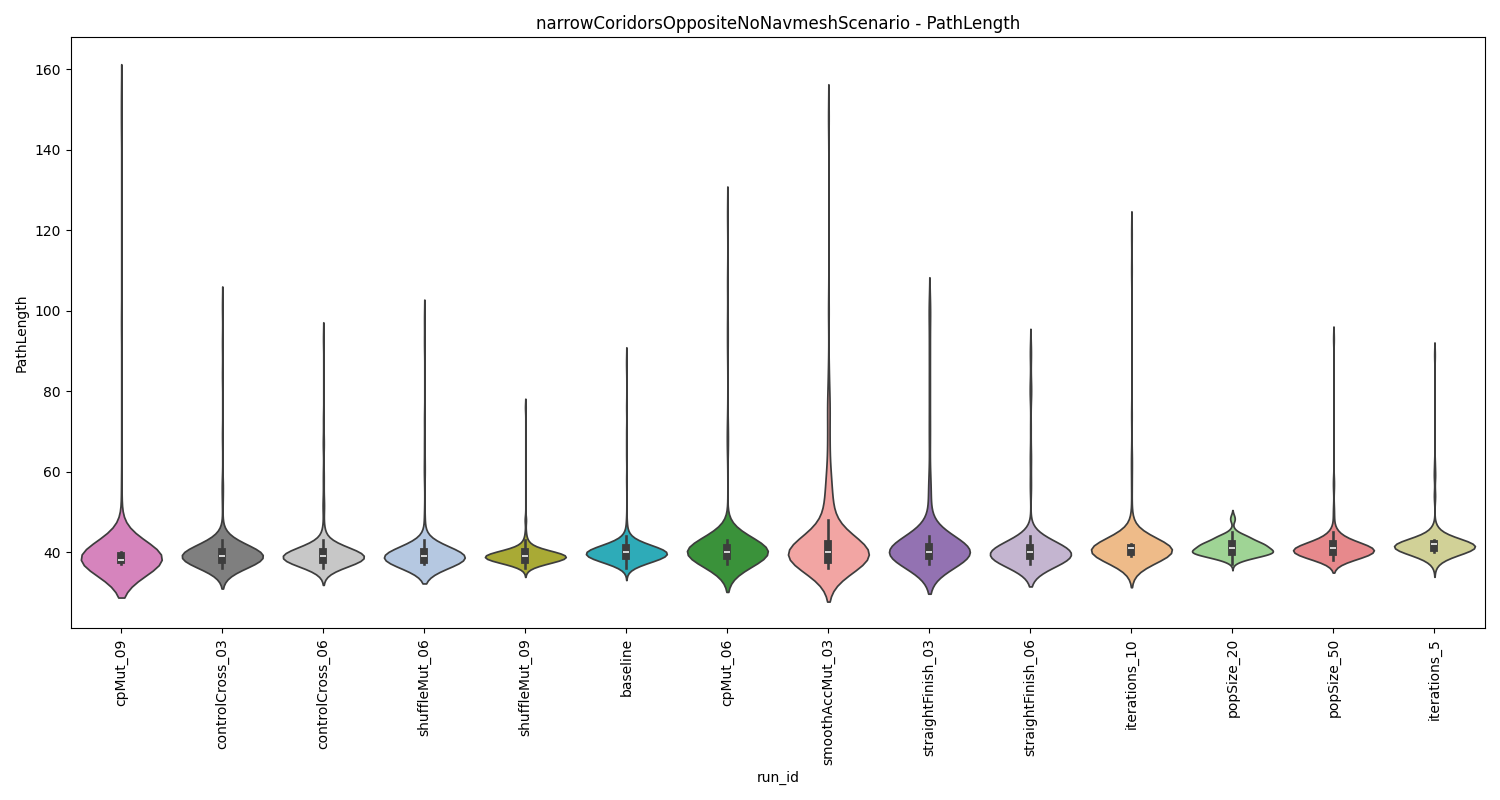 narrowCoridorsOppositeNoNavmeshScenario - PathLength
160
140
120
100
80
60
40
PathLength
cpMut_09
controlCross_03
controlCross_06
shuffleMut_06
shuffleMut_09
baseline
cpMut_06
smoothAccMut_03
straightFinish_03
straightFinish_06
iterations_10
popSize_20
popSize_50
iterations_5
run_id